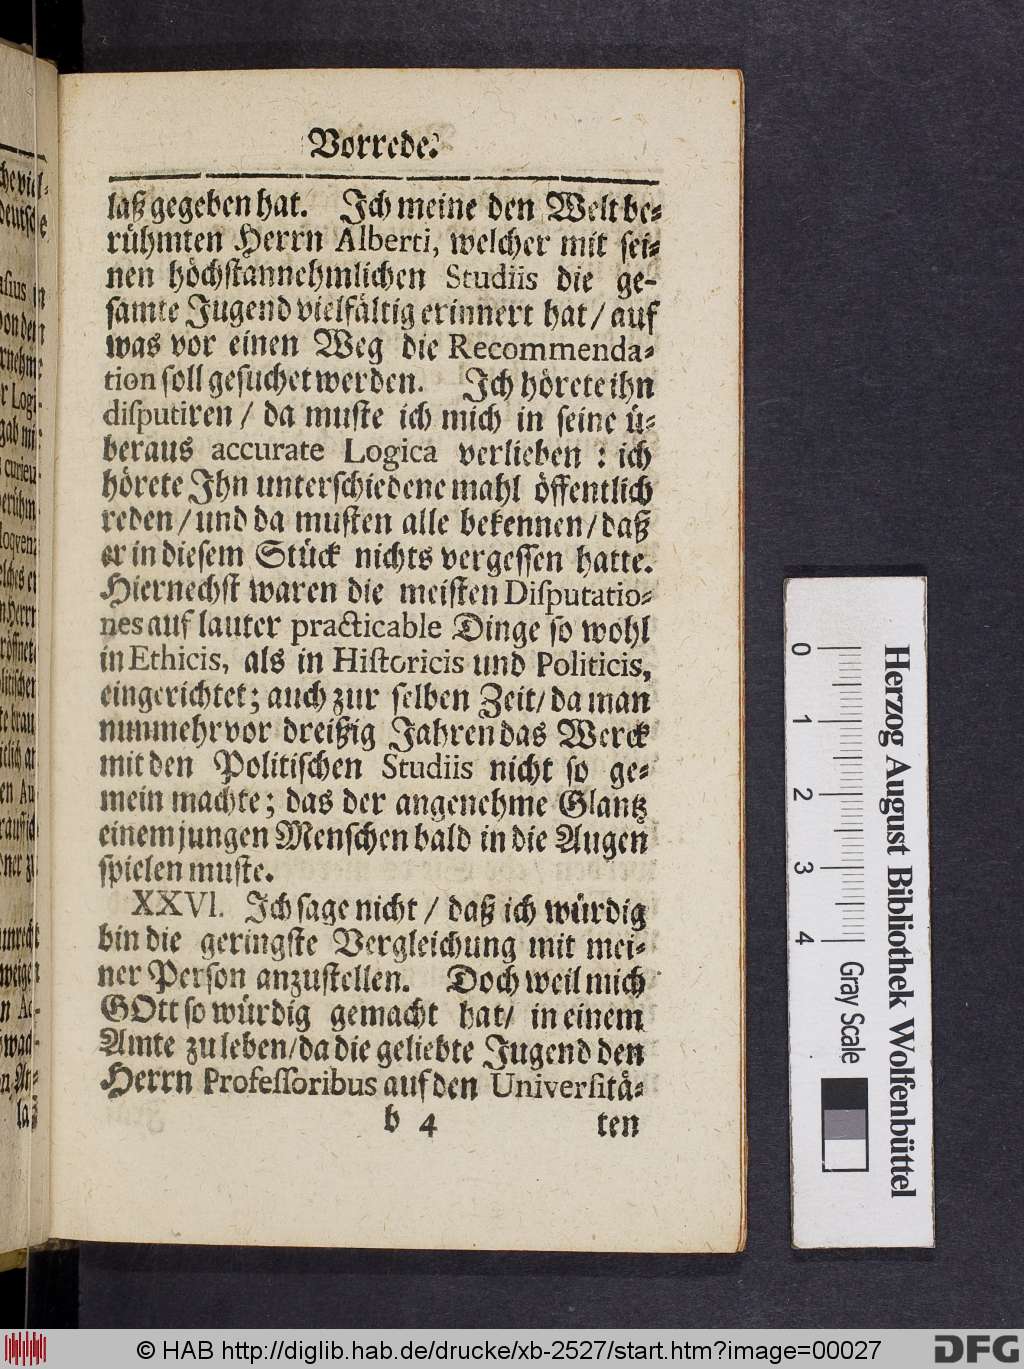 Vorrede.
laß gegeben hat. Ich meine den Welt be-
rühmten Herrn Alberti, welcher mit sei-
nen höchstannehmlichen Studiis die ge-
samte Jugend vielfältig erinnert hat / auf
was vor einen Weg die Recommenda-
tion soll gesuchet werden. Ich hörete ihn
disputiren / da muste ich mich in seine ü-
beraus accurate Logica verlieben : ich
hörete Ihn unterschiedene mahl öffentlich
reden / und da musten alle bekennen / daß
er in diesem Stück nichts vergessen hatte.
Hiernechst waren die meisten Disputatio-
nes auf lauter practicable Dinge so wohl
in Ethicis, als in Historicis und Politicis,
eingerichtet; auch zur selben Zeit / da man
nunmehr vor dreißig Jahren das Werck
mit den Politischen Studiis nicht so ge-
mein machte; das der angenehme Glantz
einem jungen Menschen bald in die Augen
spielen muste.
XXVI. Ich sage nicht / daß ich würdig
bin die geringste Vergleichung mit mei-
ner Person anzustellen. Doch weil mich
GOtt so würdig gemacht hat / in einem
Amte zu leben / da die geliebte Jugend den
Herrn Professoribus auf den Universitä-
b 4 ten
0 1 2 3 4
Gray Scale
Herzog August Bibliothek Wolfenbüttel
© HAB http://diglib.hab.de/drucke/xb-2527/start.htm?image=00027
DFG